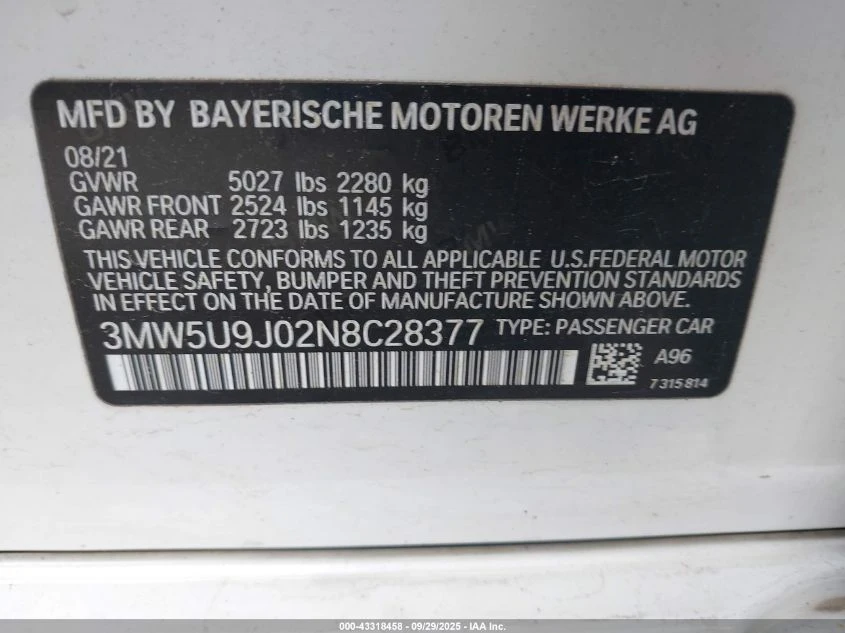 MFD BY BAYERISCHE MOTOREN WERKE AG
08/21
GVWR 5027 lbs 2280 kg
GAWR FRONT 2524 lbs 1145 kg
GAWR REAR 2723 lbs 1235 kg
THIS VEHICLE CONFORMS TO ALL APPLICABLE U.S.FEDERAL MOTOR
VEHICLE SAFETY, BUMPER AND THEFT PREVENTION STANDARDS
IN EFFECT ON THE DATE OF MANUFACTURE SHOWN ABOVE.
3MW5U9J02N8C28377 TYPE: PASSENGER CAR
A96
7 315 814
000-43318458 - 09/29/2025 - IAA Inc.